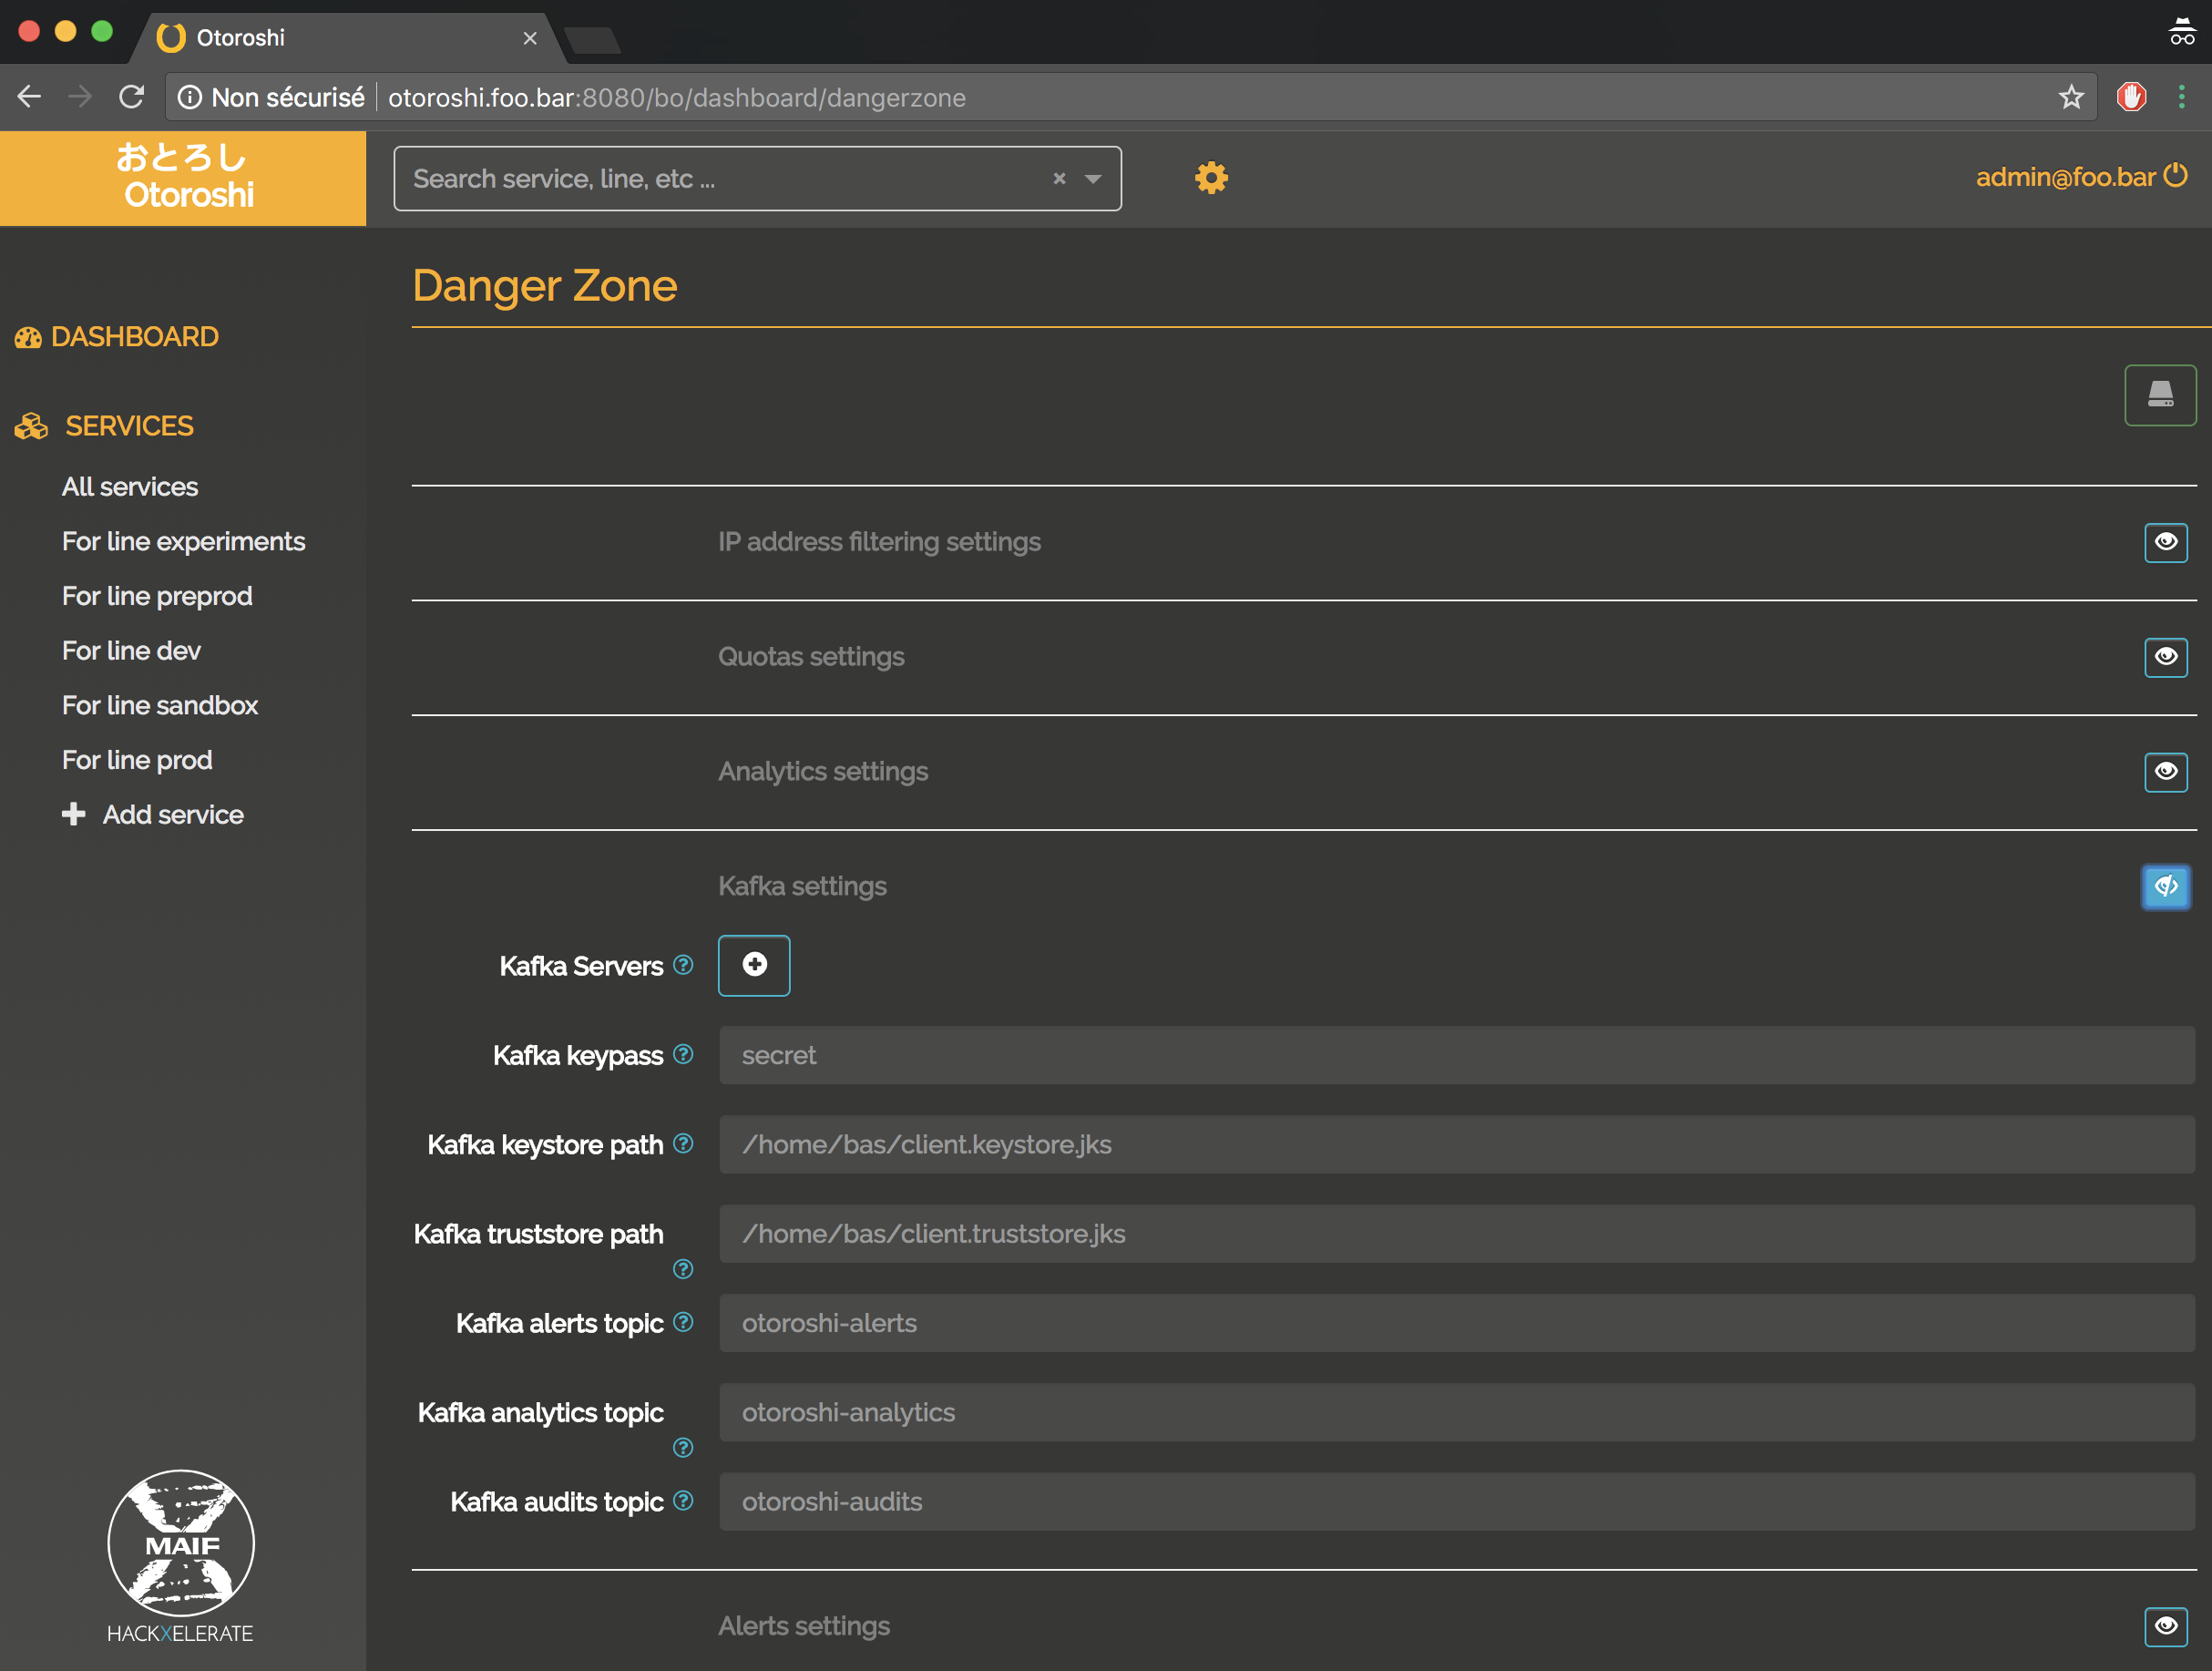 Otoroshi
Non sécurisé otoroshi.foo.bar:8080/bo/dashboard/dangerzone
おとろし
Otoroshi
Search service, line, etc ...
admin@foo.bar
DASHBOARD
SERVICES
All services
For line experiments
For line preprod
For line dev
For line sandbox
For line prod
Add service
MAIF
HACKXELERATE
Danger Zone
IP address filtering settings
Quotas settings
Analytics settings
Kafka settings
Kafka Servers
Kafka keypass secret
Kafka keystore path /home/bas/client.keystore.jks
Kafka truststore path /home/bas/client.truststore.jks
Kafka alerts topic otoroshi-alerts
Kafka analytics topic otoroshi-analytics
Kafka audits topic otoroshi-audits
Alerts settings